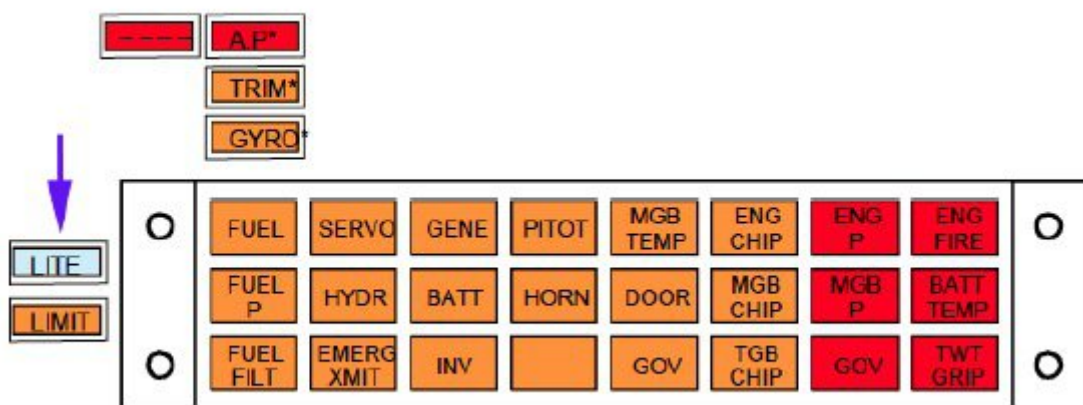 ----
A.P*
TRIM*
GYRO*
LITE
LIMIT
FUEL SERVO GENE PITOT MGB TEMP ENG CHIP ENG P ENG FIRE
FUEL P HYDR BATT HORN DOOR MGB CHIP MGB P BATT TEMP
FUEL FILT EMERG XMIT INV GOV TGB CHIP GOV TWT GRIP